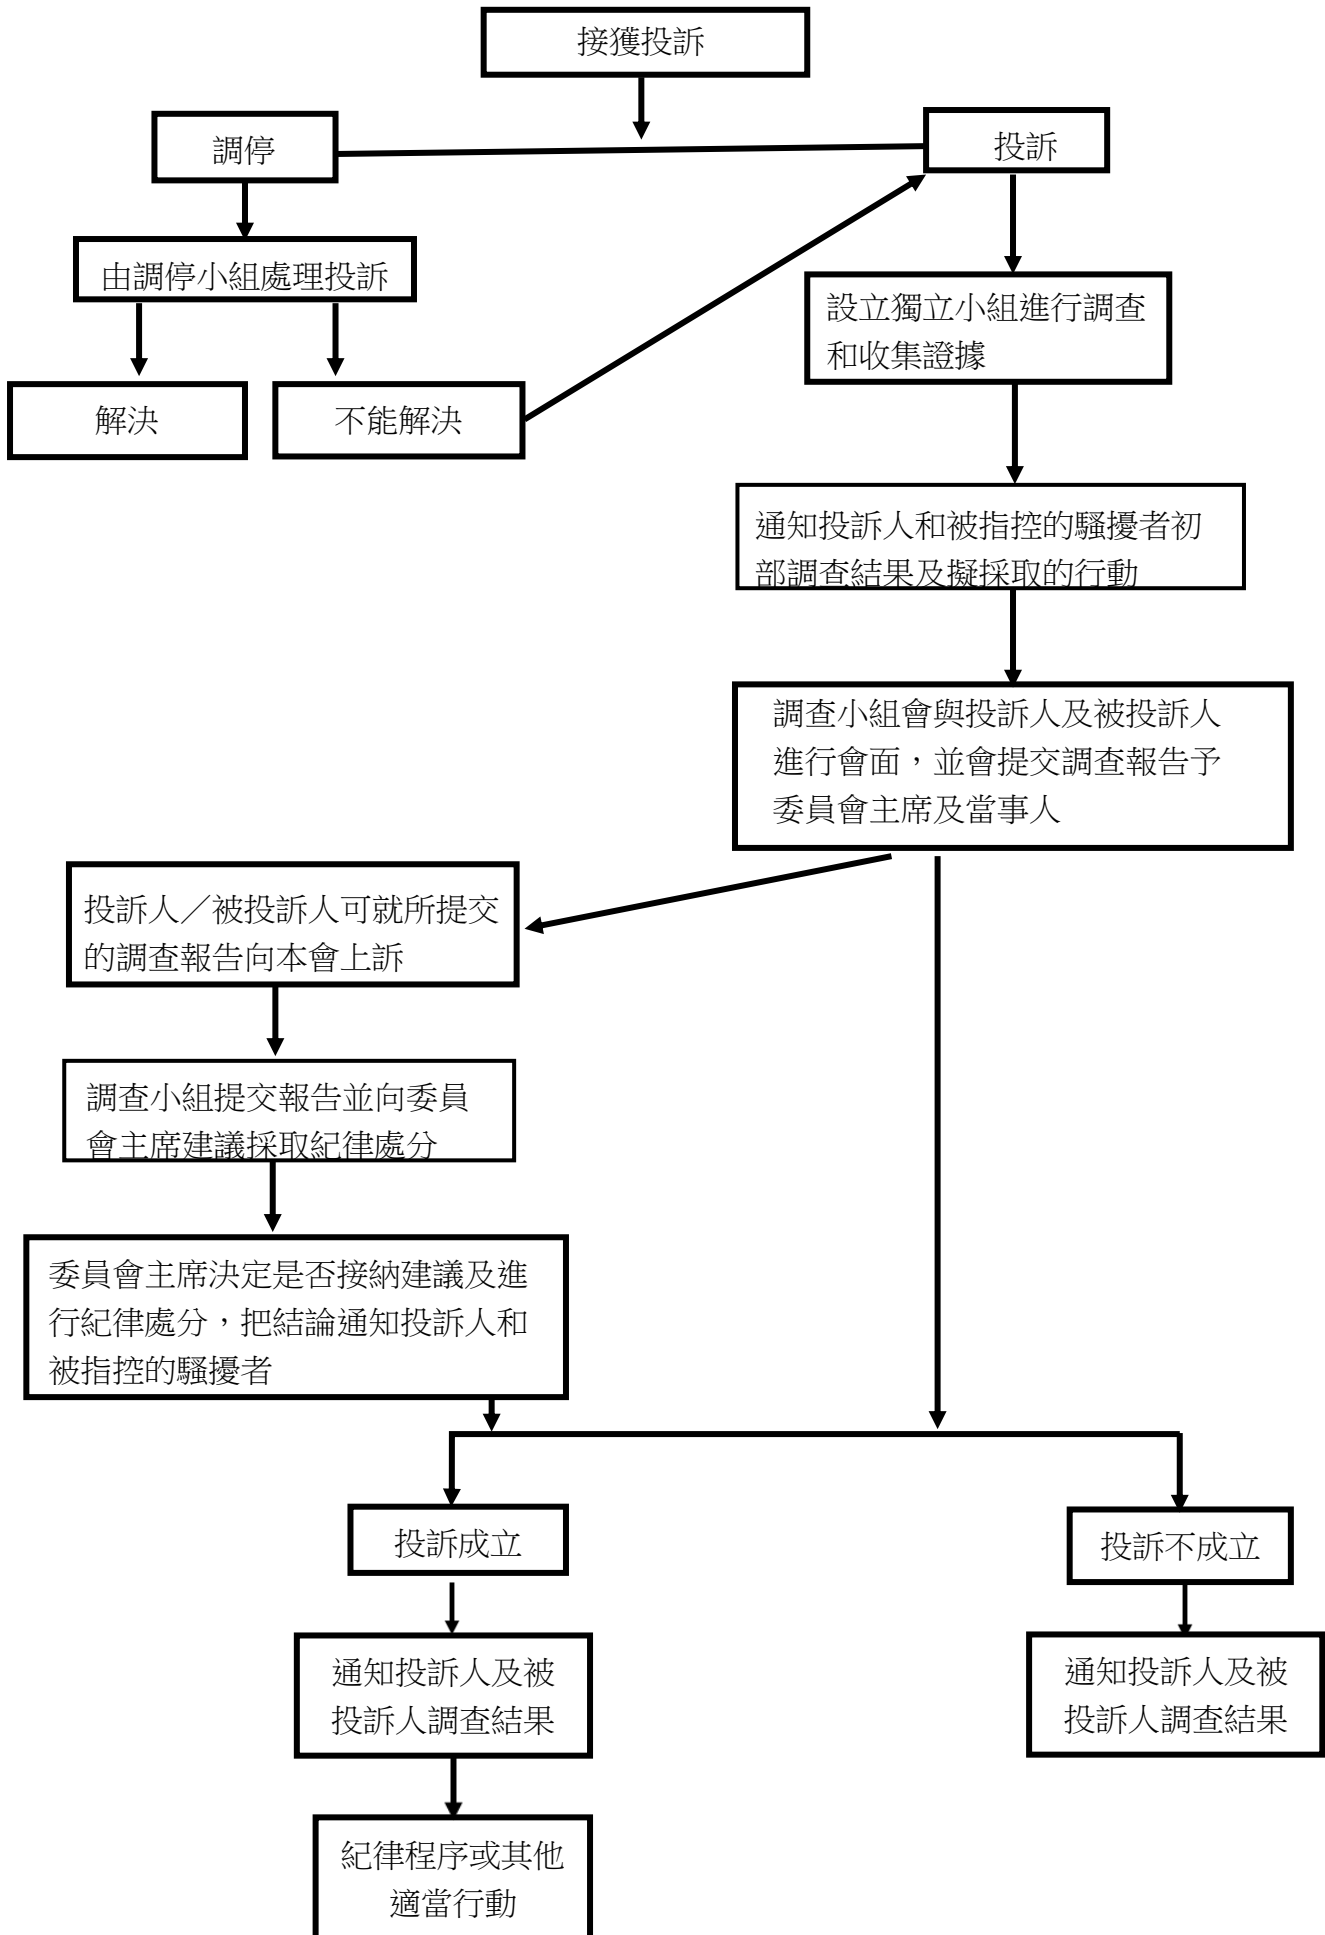 接獲投訴
調停
投訴
由調停小組處理投訴
設立獨立小組進行調查
和收集證據
解決
不能解決
通知投訴人和被指控的騷擾者初
部調查結果及擬採取的行動
調查小組會與投訴人及被投訴人
進行會面，並會提交調查報告予
委員會主席及當事人
投訴人／被投訴人可就所提交
的調查報告向本會上訴
調查小組提交報告並向委員
會主席建議採取紀律處分
委員會主席決定是否接納建議及進
行紀律處分，把結論通知投訴人和
被指控的騷擾者
投訴成立
投訴不成立
通知投訴人及被
投訴人調查結果
通知投訴人及被
投訴人調查結果
紀律程序或其他
適當行動